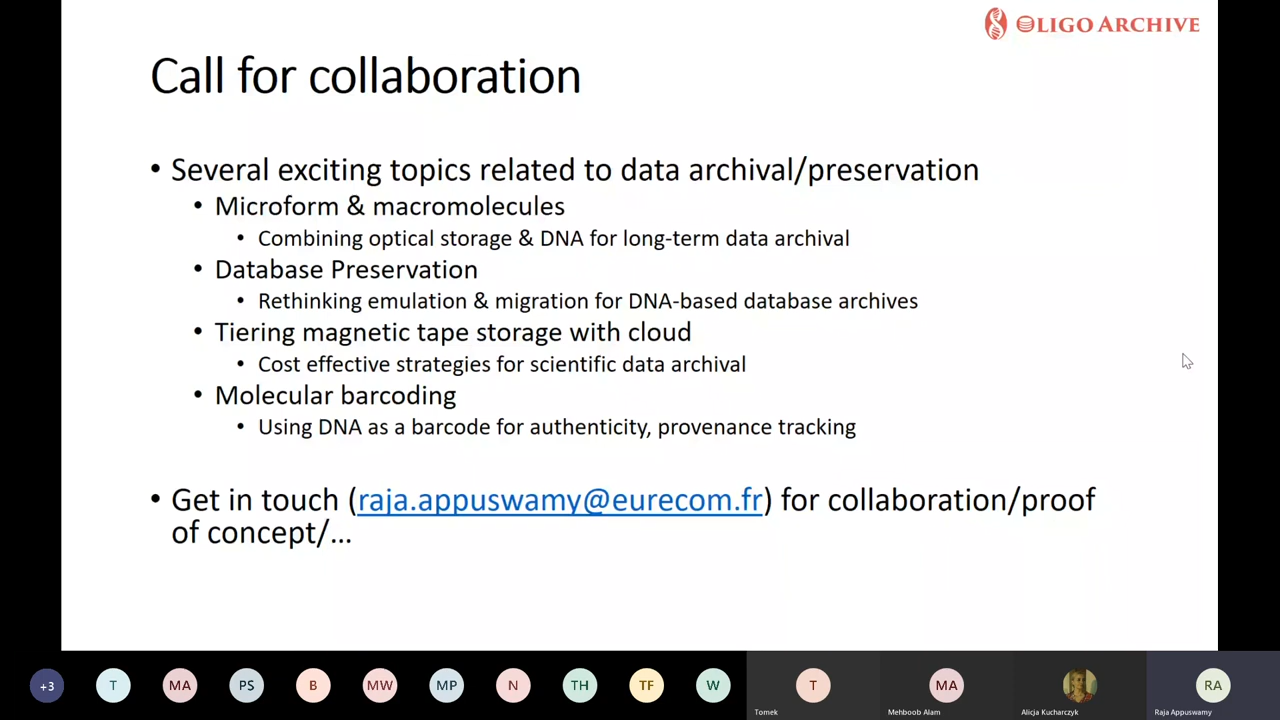 OLIGO ARCHIVE
Call for collaboration
• Several exciting topics related to data archival/preservation
• Microform & macromolecules
• Combining optical storage & DNA for long-term data archival
• Database Preservation
• Rethinking emulation & migration for DNA-based database archives
• Tiering magnetic tape storage with cloud
• Cost effective strategies for scientific data archival
• Molecular barcoding
• Using DNA as a barcode for authenticity, provenance tracking
• Get in touch (raja.appuswamy@eurecom.fr) for collaboration/proof
of concept/...
+3 T MA PS B MW MP N TH TF W T MA RA
Tomek Mehboob Alam Alicja Kucharczyk Raja Appuswamy